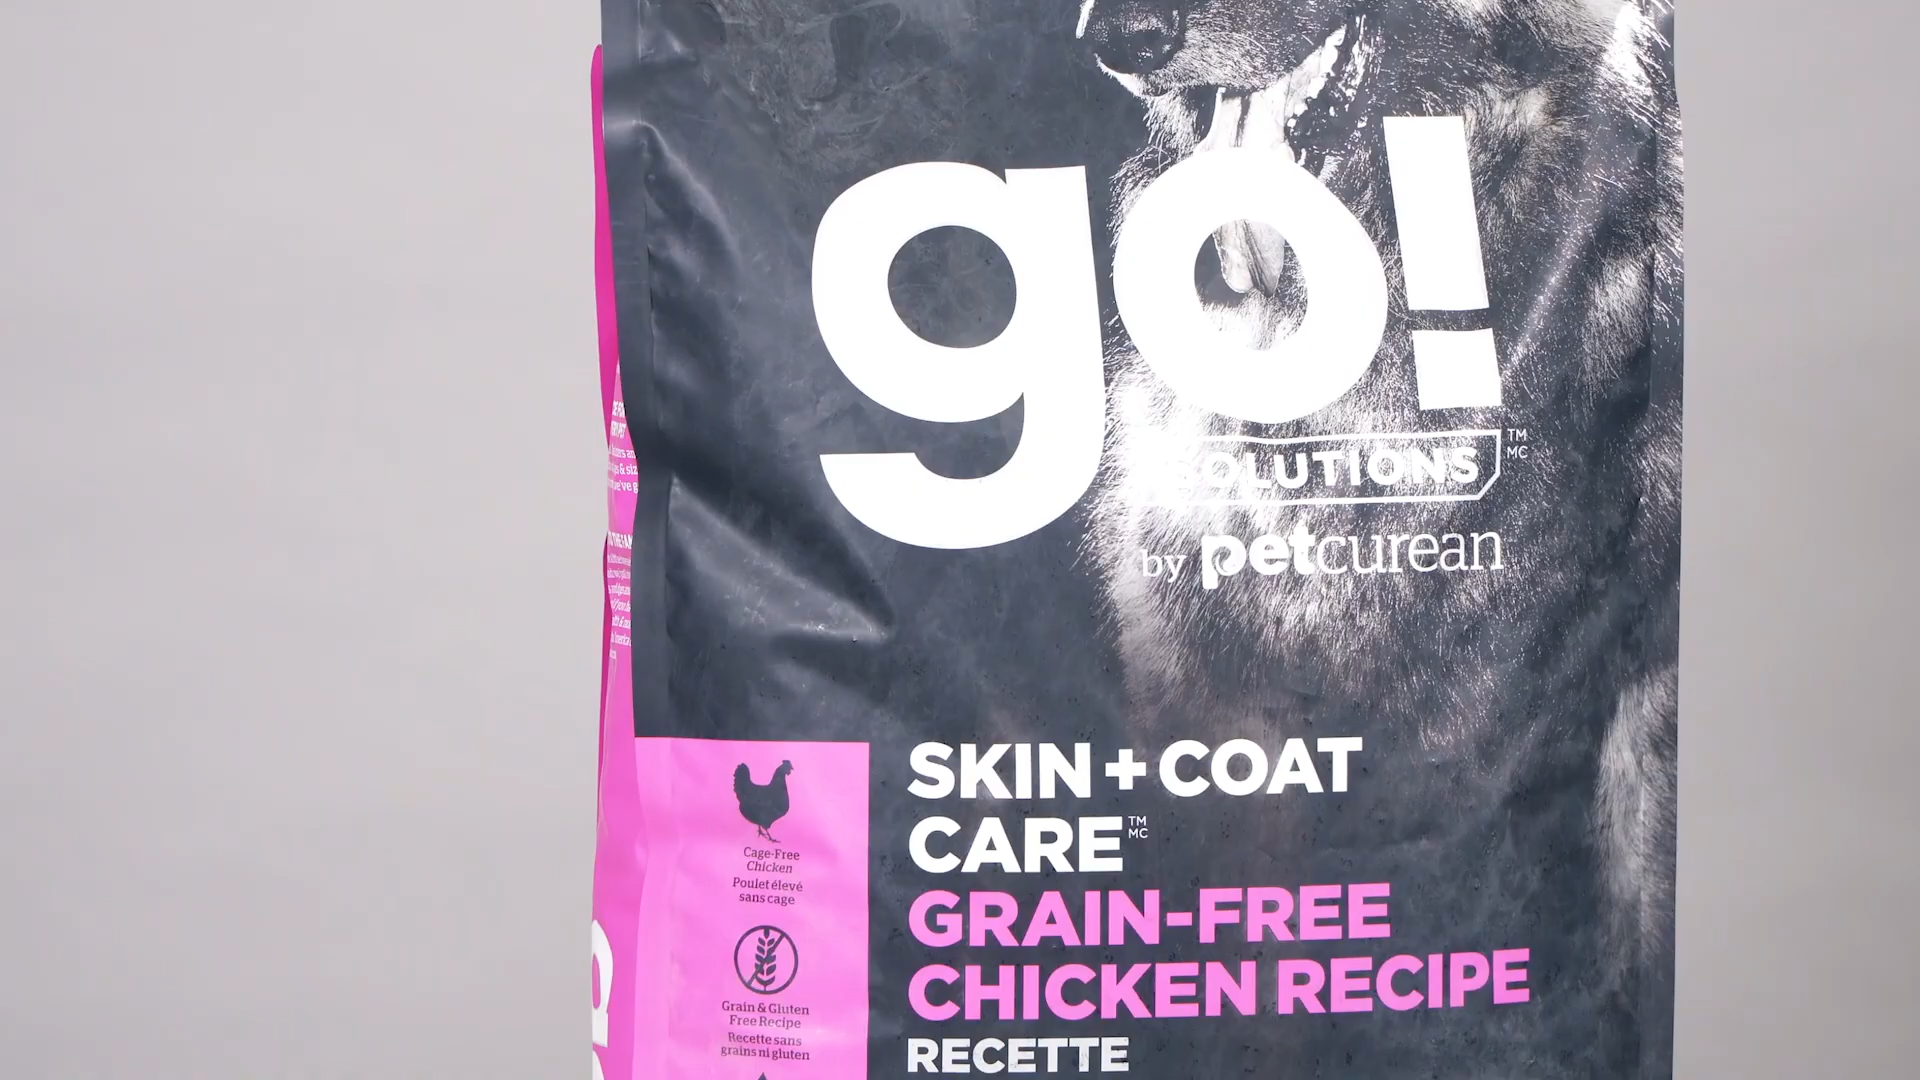 go!
SOLUTIONS
TM
MC
by petcurean
SKIN + COAT
CARE TM
MC
GRAIN-FREE
CHICKEN RECIPE
RECETTE
Cage-Free
Chicken
Poulet élevé
sans cage
Grain & Gluten
Free Recipe
Recette sans
grains ni gluten